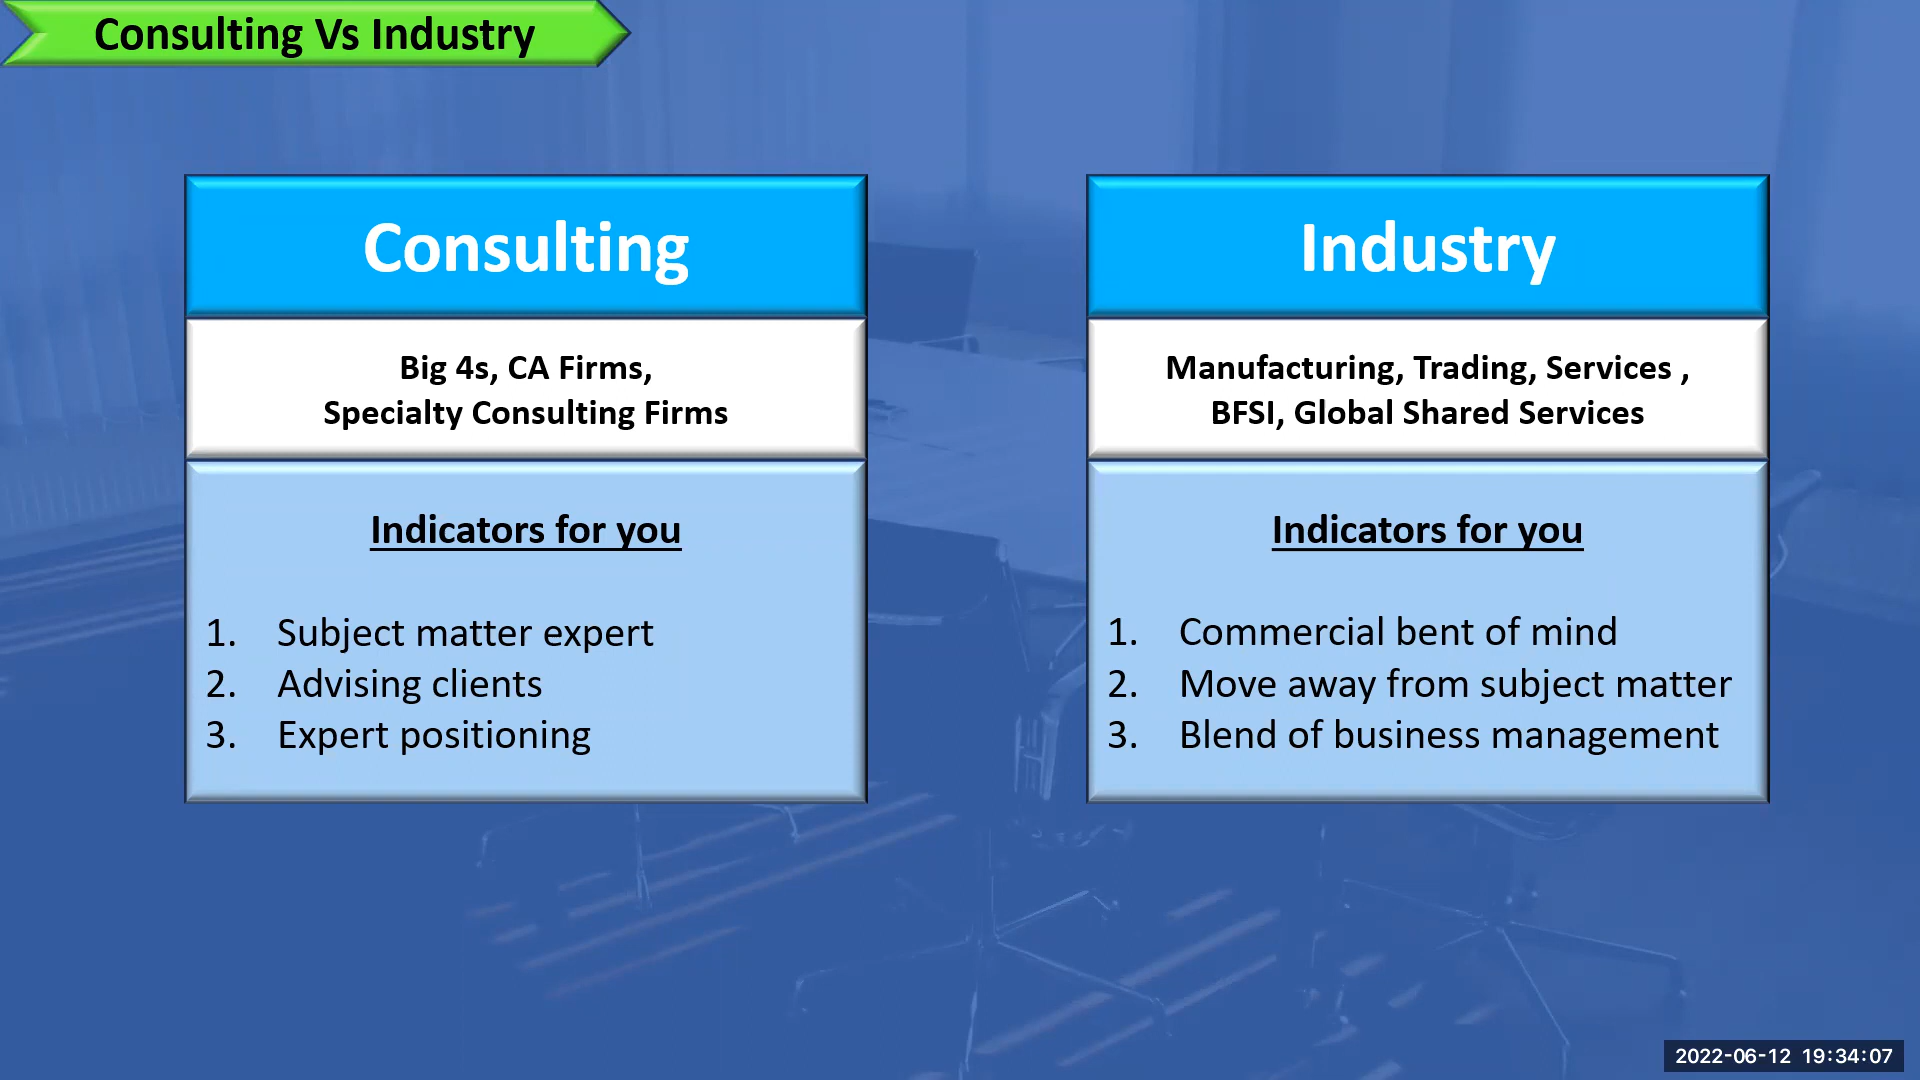 Consulting Vs Industry
Consulting
Big 4s, CA Firms,
Specialty Consulting Firms
Indicators for you
1. Subject matter expert
2. Advising clients
3. Expert positioning
Industry
Manufacturing, Trading, Services ,
BFSI, Global Shared Services
Indicators for you
1. Commercial bent of mind
2. Move away from subject matter
3. Blend of business management
2022-06-12 19:34:07